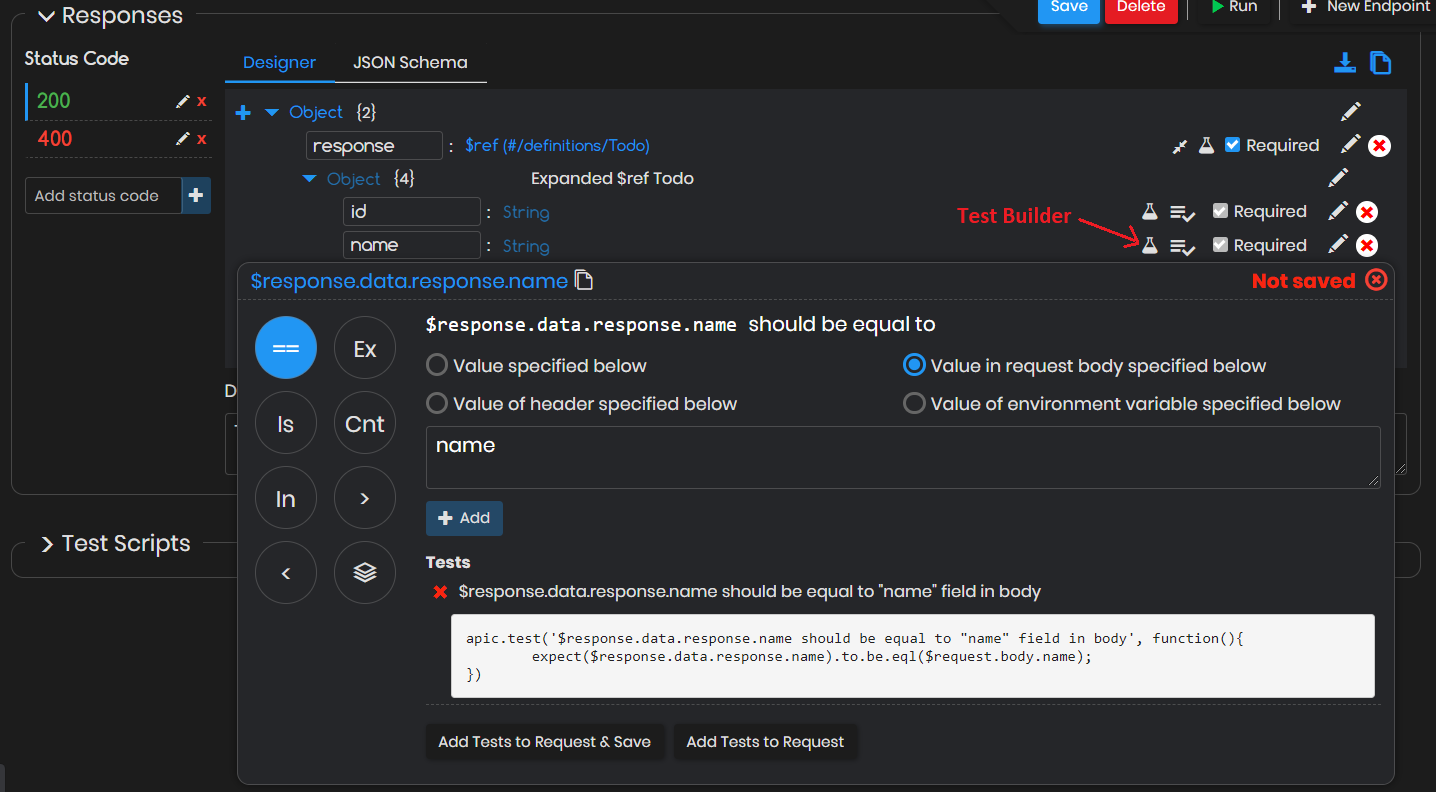 Responses
Save Delete Run New Endpoint
Status Code
Designer JSON Schema
200 x
Object {2}
400 x
response : $ref (#/definitions/Todo) Required
Object {4} Expanded $ref Todo
Add status code
id : String Required
Test Builder
name : String Required
$response.data.response.name Not saved
$response.data.response.name should be equal to
== Ex
Value specified below Value in request body specified below
D
Value of header specified below Value of environment variable specified below
Is Cnt
name
In >
Add
Test Scripts
Tests
<
$response.data.response.name should be equal to "name" field in body
apic.test('$response.data.response.name should be equal to "name" field in body', function(){
expect($response.data.response.name).to.be.eql($request.body.name);
})
Add Tests to Request & Save Add Tests to Request